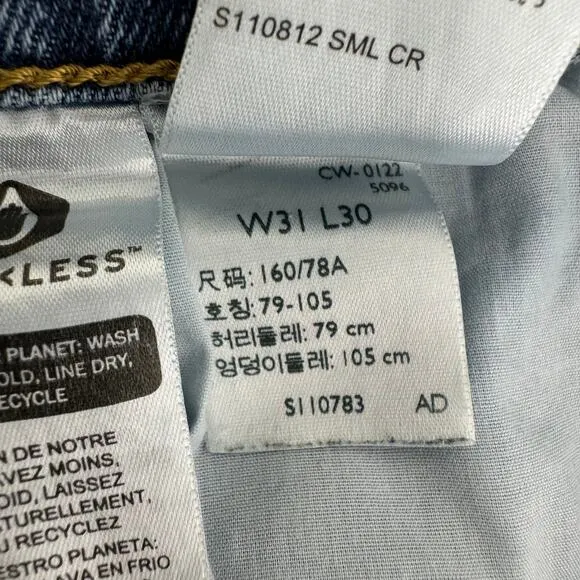 S110812 SML CR
CW-0122
5096
W31 L30
尺码: 160/78A
호칭: 79-105
허리둘레: 79 cm
엉덩이둘레: 105 cm
S110783 AD
<LESS™
PLANET: WASH
OLD, LINE DRY,
ECYCLE
N DE NOTRE
AVEZ MOINS,
OID, LAISSEZ
TURELLEMENT,
U RECYCLEZ
ESTRO PLANETA:
AVA EN FRIO